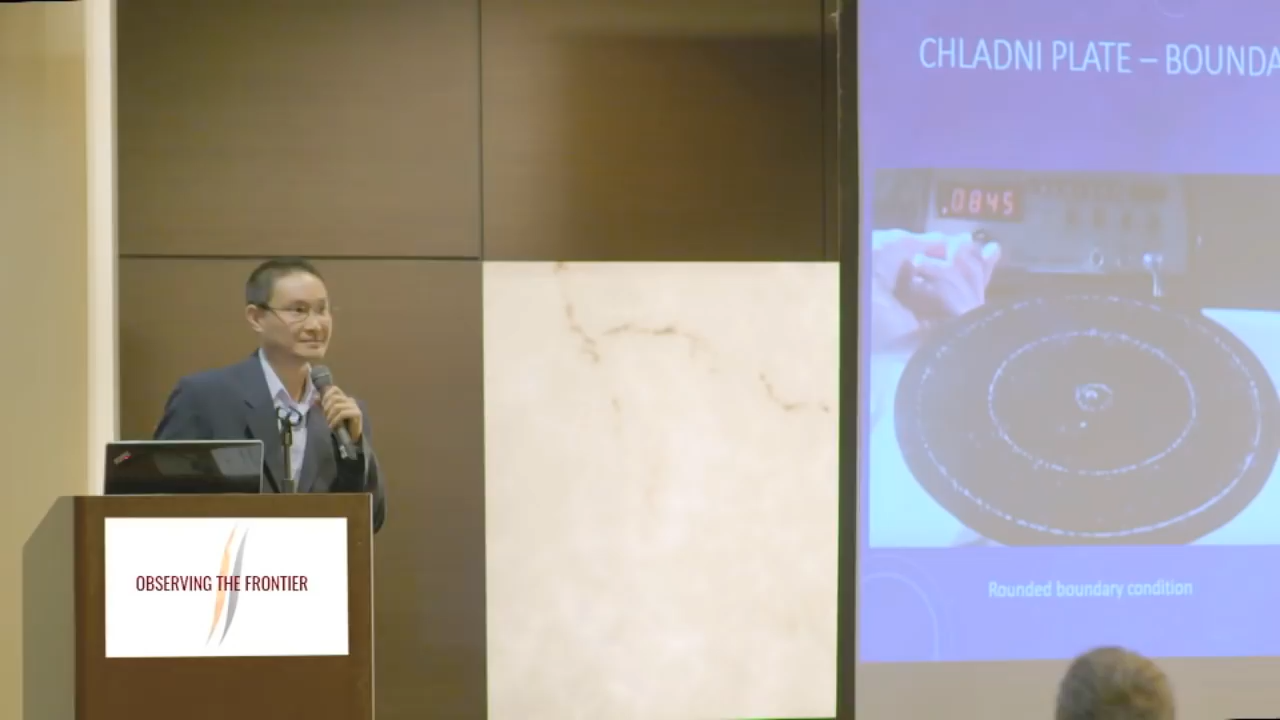 CHLADNI PLATE – BOUNDA
.0845
OBSERVING THE FRONTIER
Rounded boundary condition